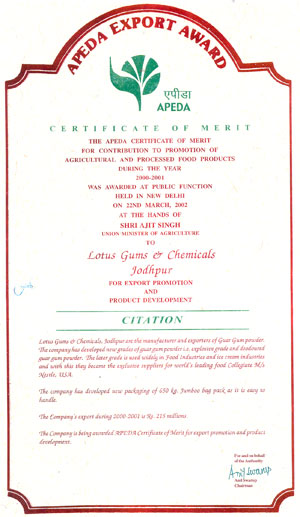 APEDA EXPORT AWARD
एपीडा
APEDA
CERTIFICATE OF MERIT
THE APEDA CERTIFICATE OF MERIT
FOR CONTRIBUTION TO PROMOTION OF
AGRICULTURAL AND PROCESSED FOOD PRODUCTS
DURING THE YEAR
2000-2001
WAS AWARDED AT PUBLIC FUNCTION
HELD IN NEW DELHI
ON 22ND MARCH, 2002
AT THE HANDS OF
SHRI AJIT SINGH
UNION MINISTER OF AGRICULTURE
TO
Lotus Gums & Chemicals
Jodhpur
FOR EXPORT PROMOTION
AND
PRODUCT DEVELOPMENT
CITATION
Lotus Gums & Chemicals, Jodhpur are the manufacturer and exporters of Guar Gum powder.
The company has developed new grades of guar gum powder i.e. explosion grade and deodoured
guar gum powder. The later grade is used widely in Food Industries and ice cream industries
and with this they became the exclusive suppliers for world's leading food Collegiate M/s
Nestle, USA.
The company has developed new packaging of 650 kg. Jumboo bag pack as it is easy to
handle.
The Company's export during 2000-2001 is Rs. 225 millions.
The Company is being awarded APEDA Certificate of Merit for export promotion and product
development.
For and on behalf
of the Authority
Anil Swarup
Anil Swarup
Chairman